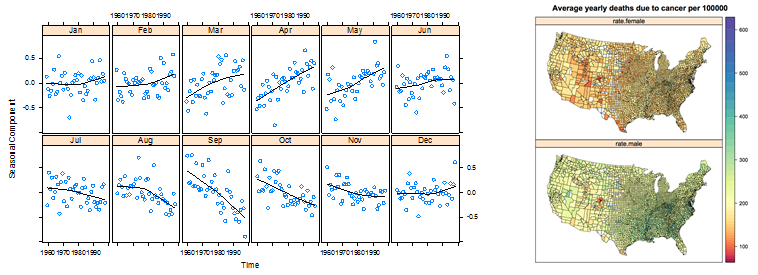 1960 1970 1980 1990 1960 1970 1980 1990 1960 1970 1980 1990
Jan Feb Mar Apr May Jun
0.5
0.0
-0.5
Jul Aug Sep Oct Nov Dec
0.5
0.0
-0.5
1960 1970 1980 1990 1960 1970 1980 1990 1960 1970 1980 1990
Seasonal Component
Time
Average yearly deaths due to cancer per 100000
rate.female
rate.male
600
500
400
300
200
100